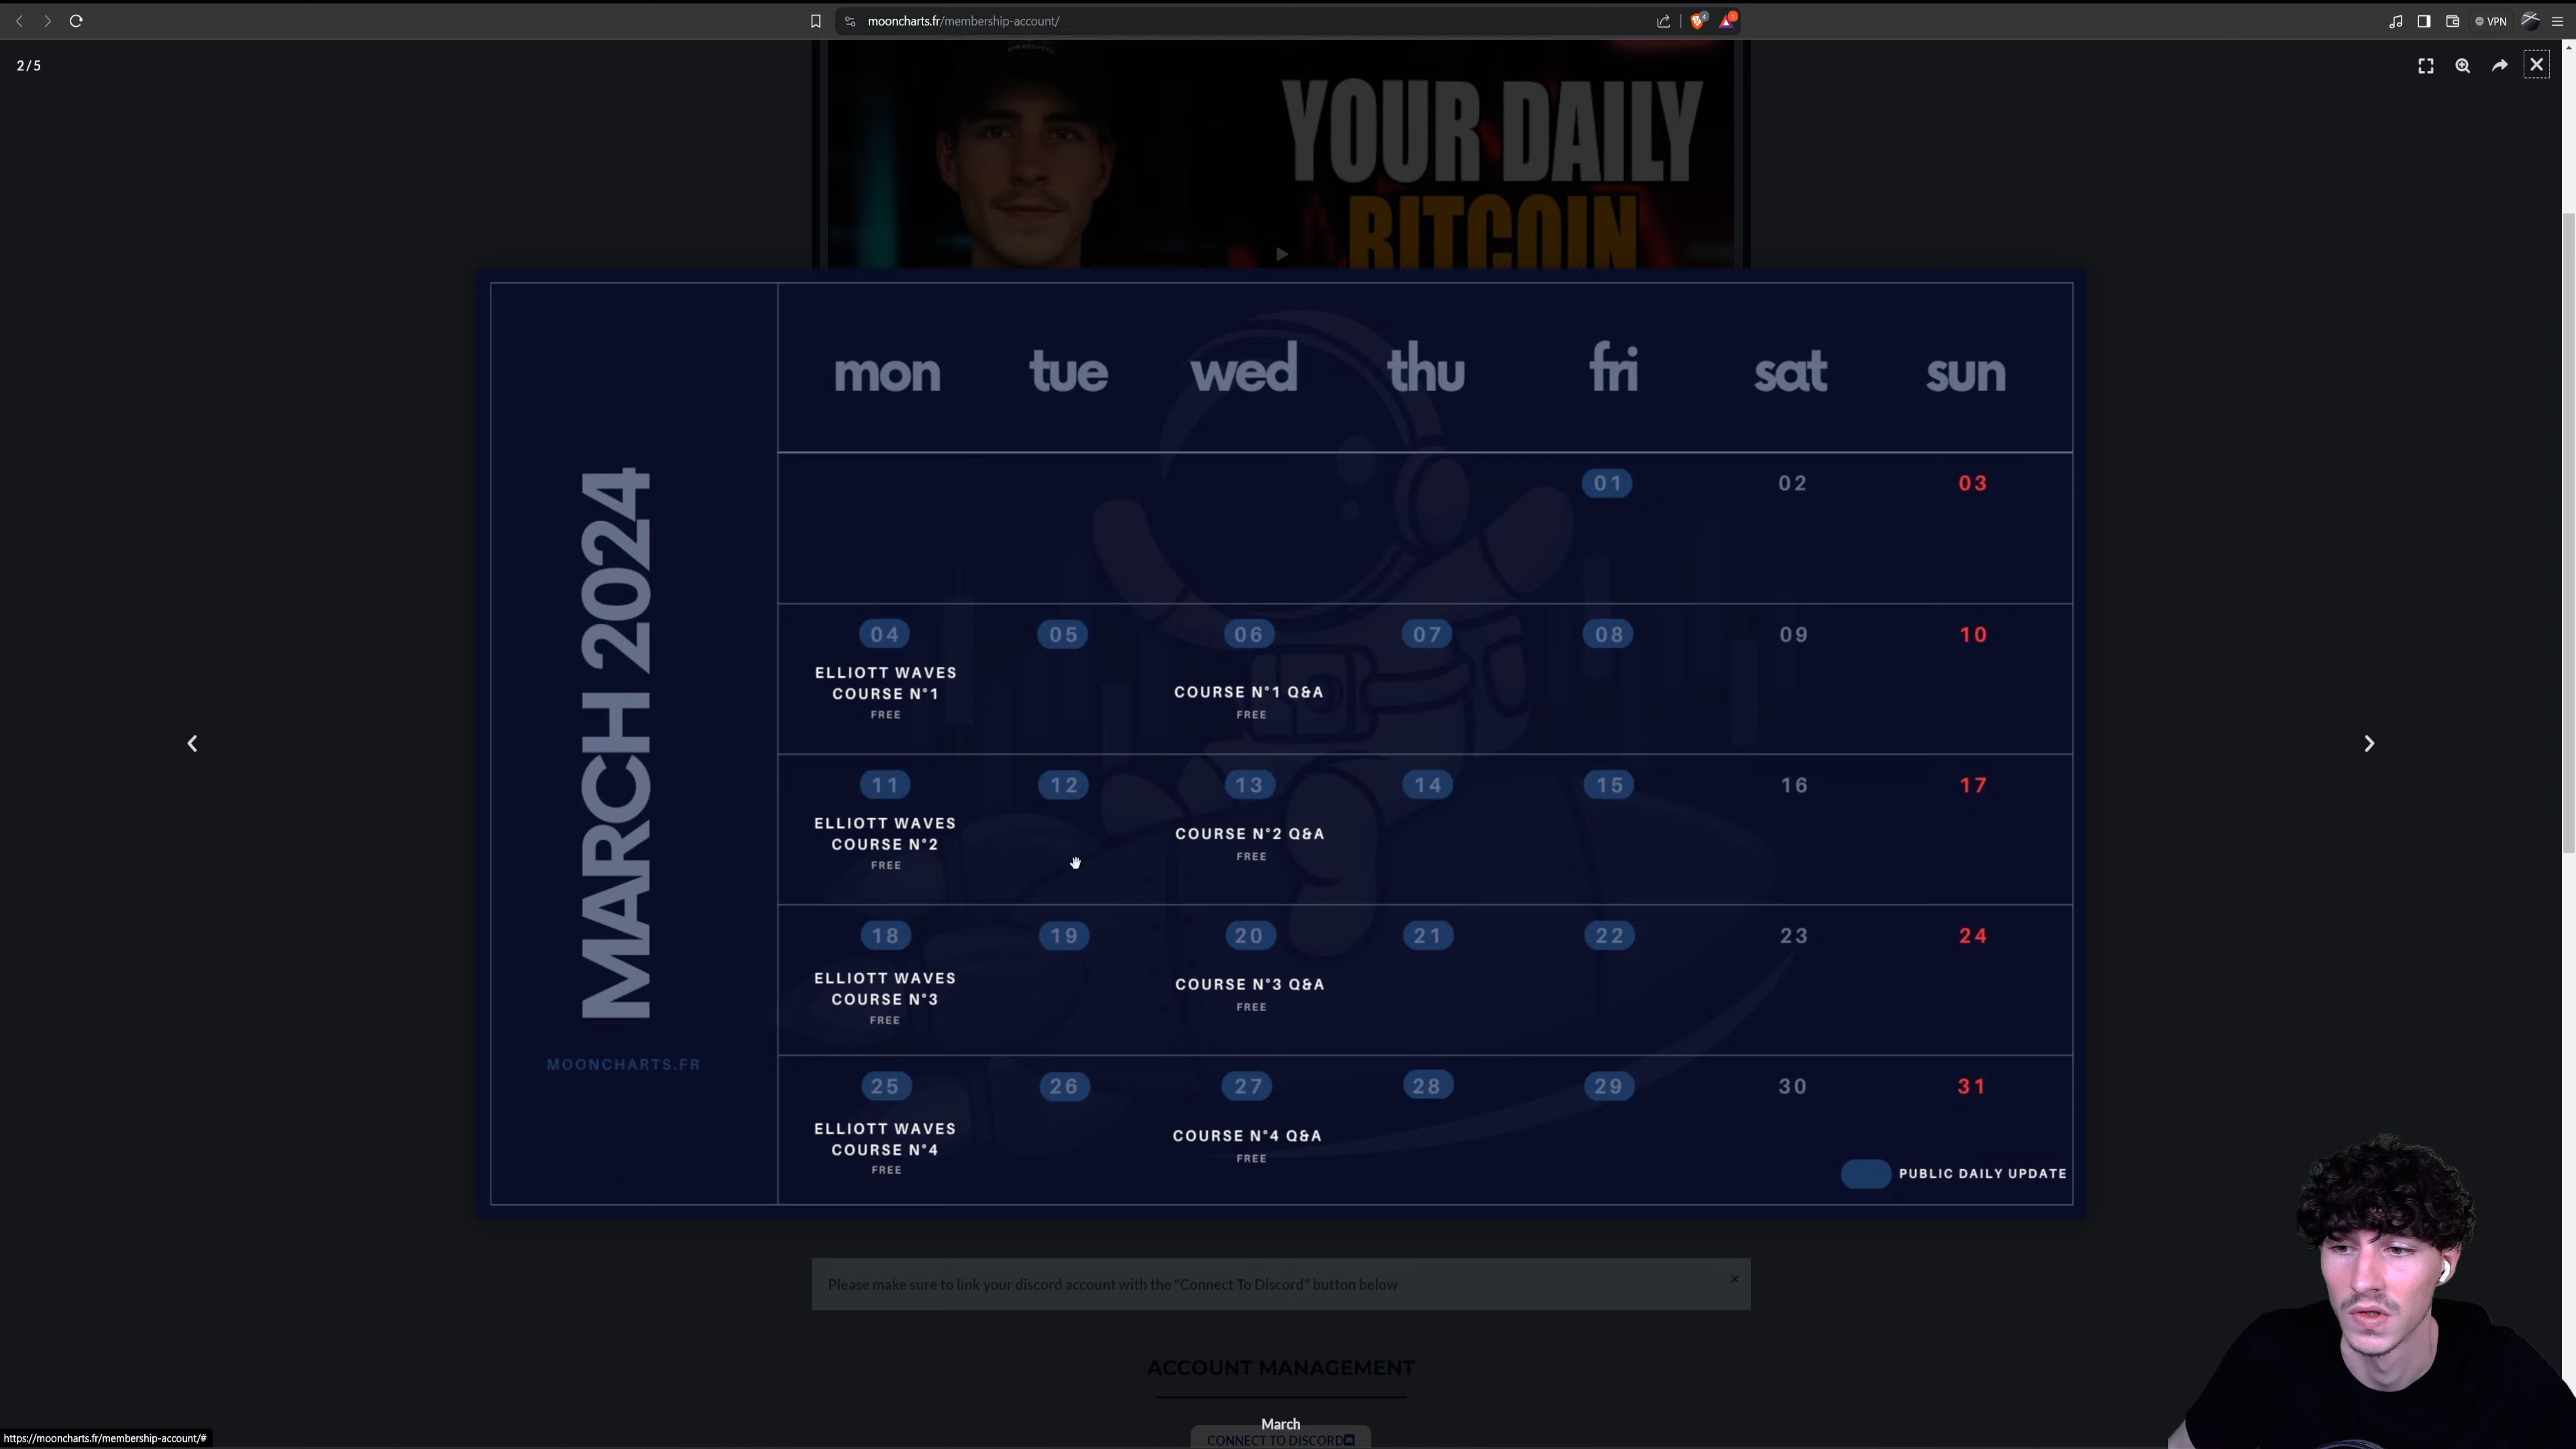 mooncharts.fr/membership-account/
VPN
2/5
YOUR DAILY
BITCOIN
mon tue wed thu fri sat sun
MARCH 2024
MOONCHARTS.FR
01 02 03
04 05 06 07 08 09 10
ELLIOTT WAVES
COURSE N°1
FREE
COURSE N°1 Q&A
FREE
11 12 13 14 15 16 17
ELLIOTT WAVES
COURSE N°2
FREE
COURSE N°2 Q&A
FREE
18 19 20 21 22 23 24
ELLIOTT WAVES
COURSE N°3
FREE
COURSE N°3 Q&A
FREE
25 26 27 28 29 30 31
ELLIOTT WAVES
COURSE N°4
FREE
COURSE N°4 Q&A
FREE
PUBLIC DAILY UPDATE
Please make sure to link your discord account with the "Connect To Discord" button below
×
ACCOUNT MANAGEMENT
March
CONNECT TO DISCORD
https://mooncharts.fr/membership-account/#